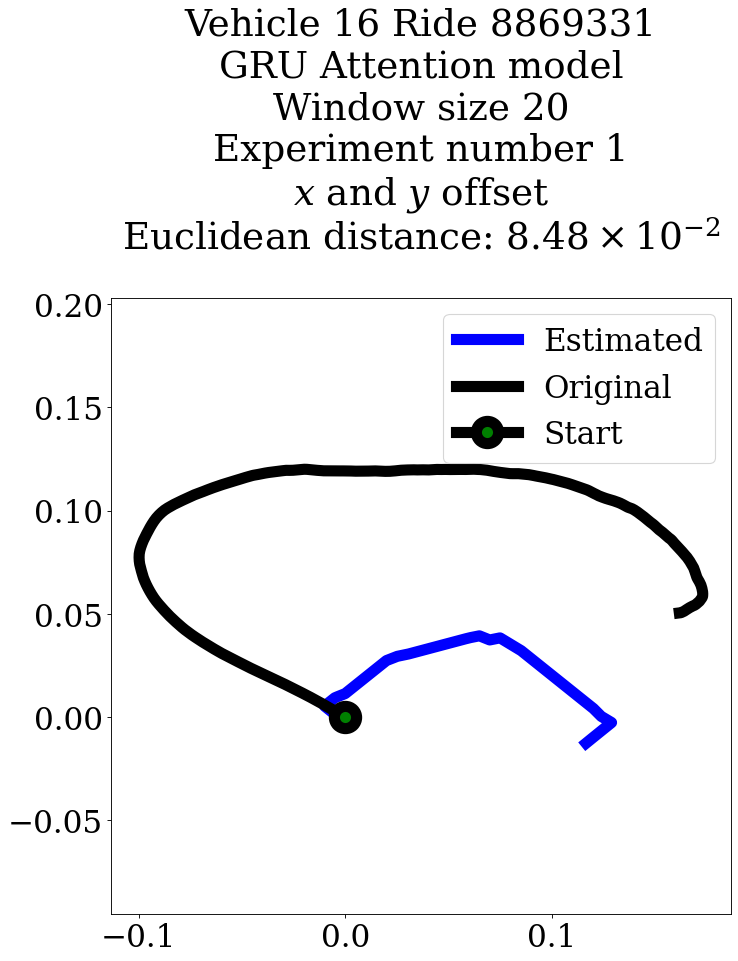 Vehicle 16 Ride 8869331
GRU Attention model
Window size 20
Experiment number 1
x and y offset
Euclidean distance: 8.48 × 10⁻²
0.20
0.15
0.10
0.05
0.00
−0.05
Estimated
Original
Start
−0.1
0.0
0.1